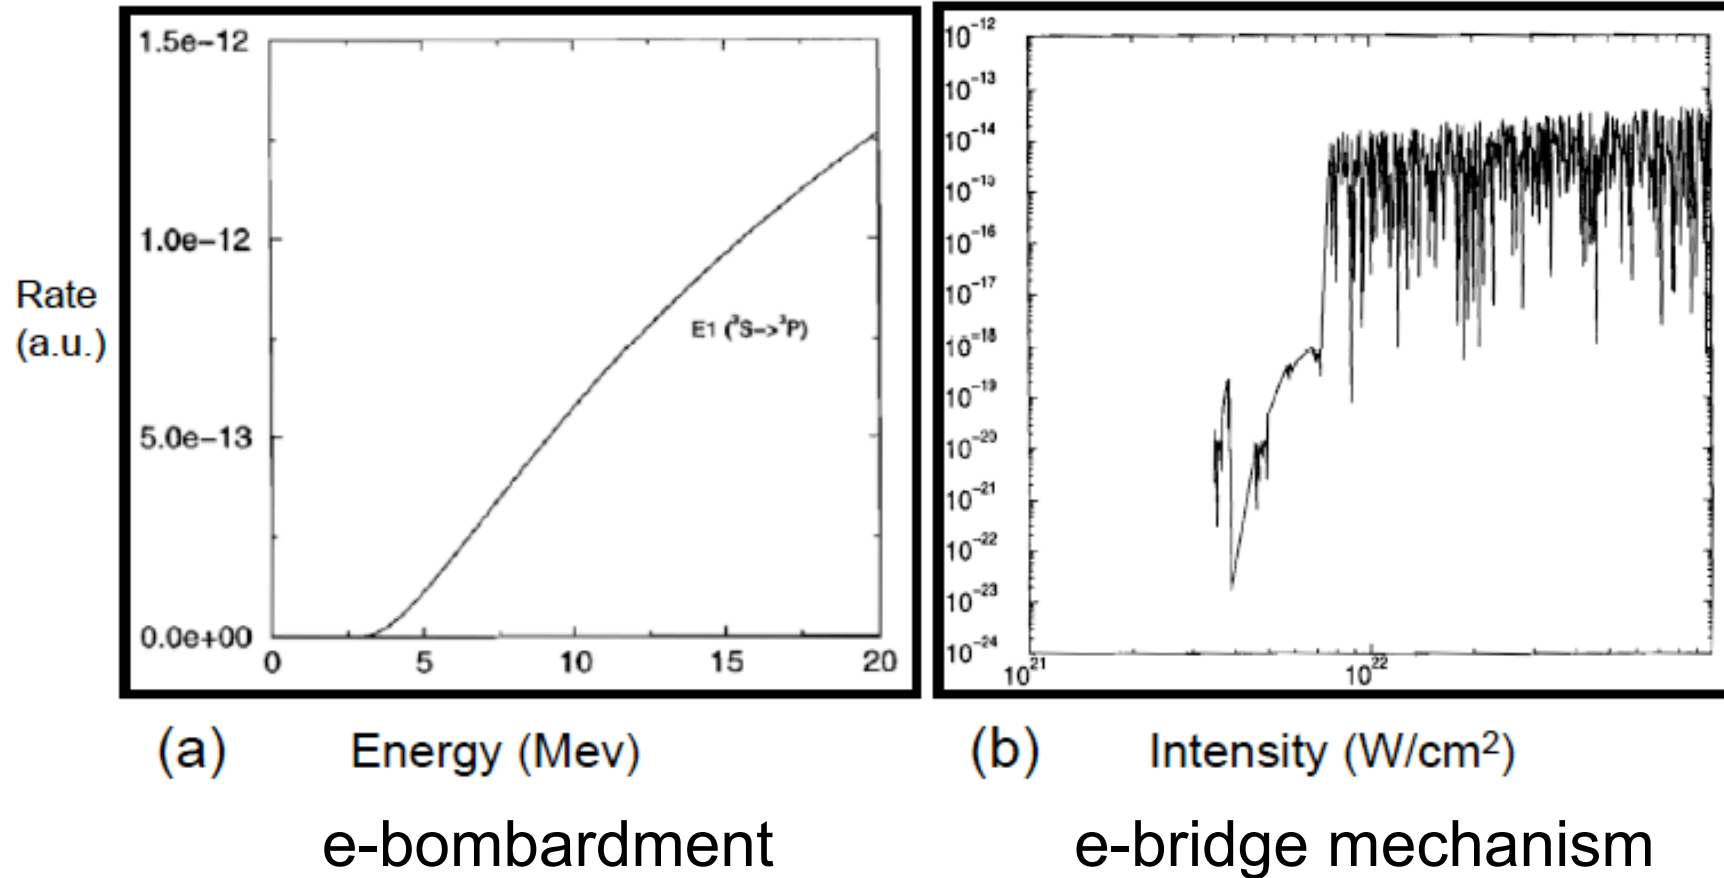 Rate
(a.u.)
1.5e−12
1.0e−12
5.0e−13
0.0e+00
0 5 10 15 20
E1 (³S−>³P)
(a) Energy (Mev)
e-bombardment
10⁻¹²
10⁻¹³
10⁻¹⁴
10⁻¹⁵
10⁻¹⁶
10⁻¹⁷
10⁻¹⁸
10⁻¹⁹
10⁻²⁰
10⁻²¹
10⁻²²
10⁻²³
10⁻²⁴
10²¹ 10²²
(b) Intensity (W/cm²)
e-bridge mechanism